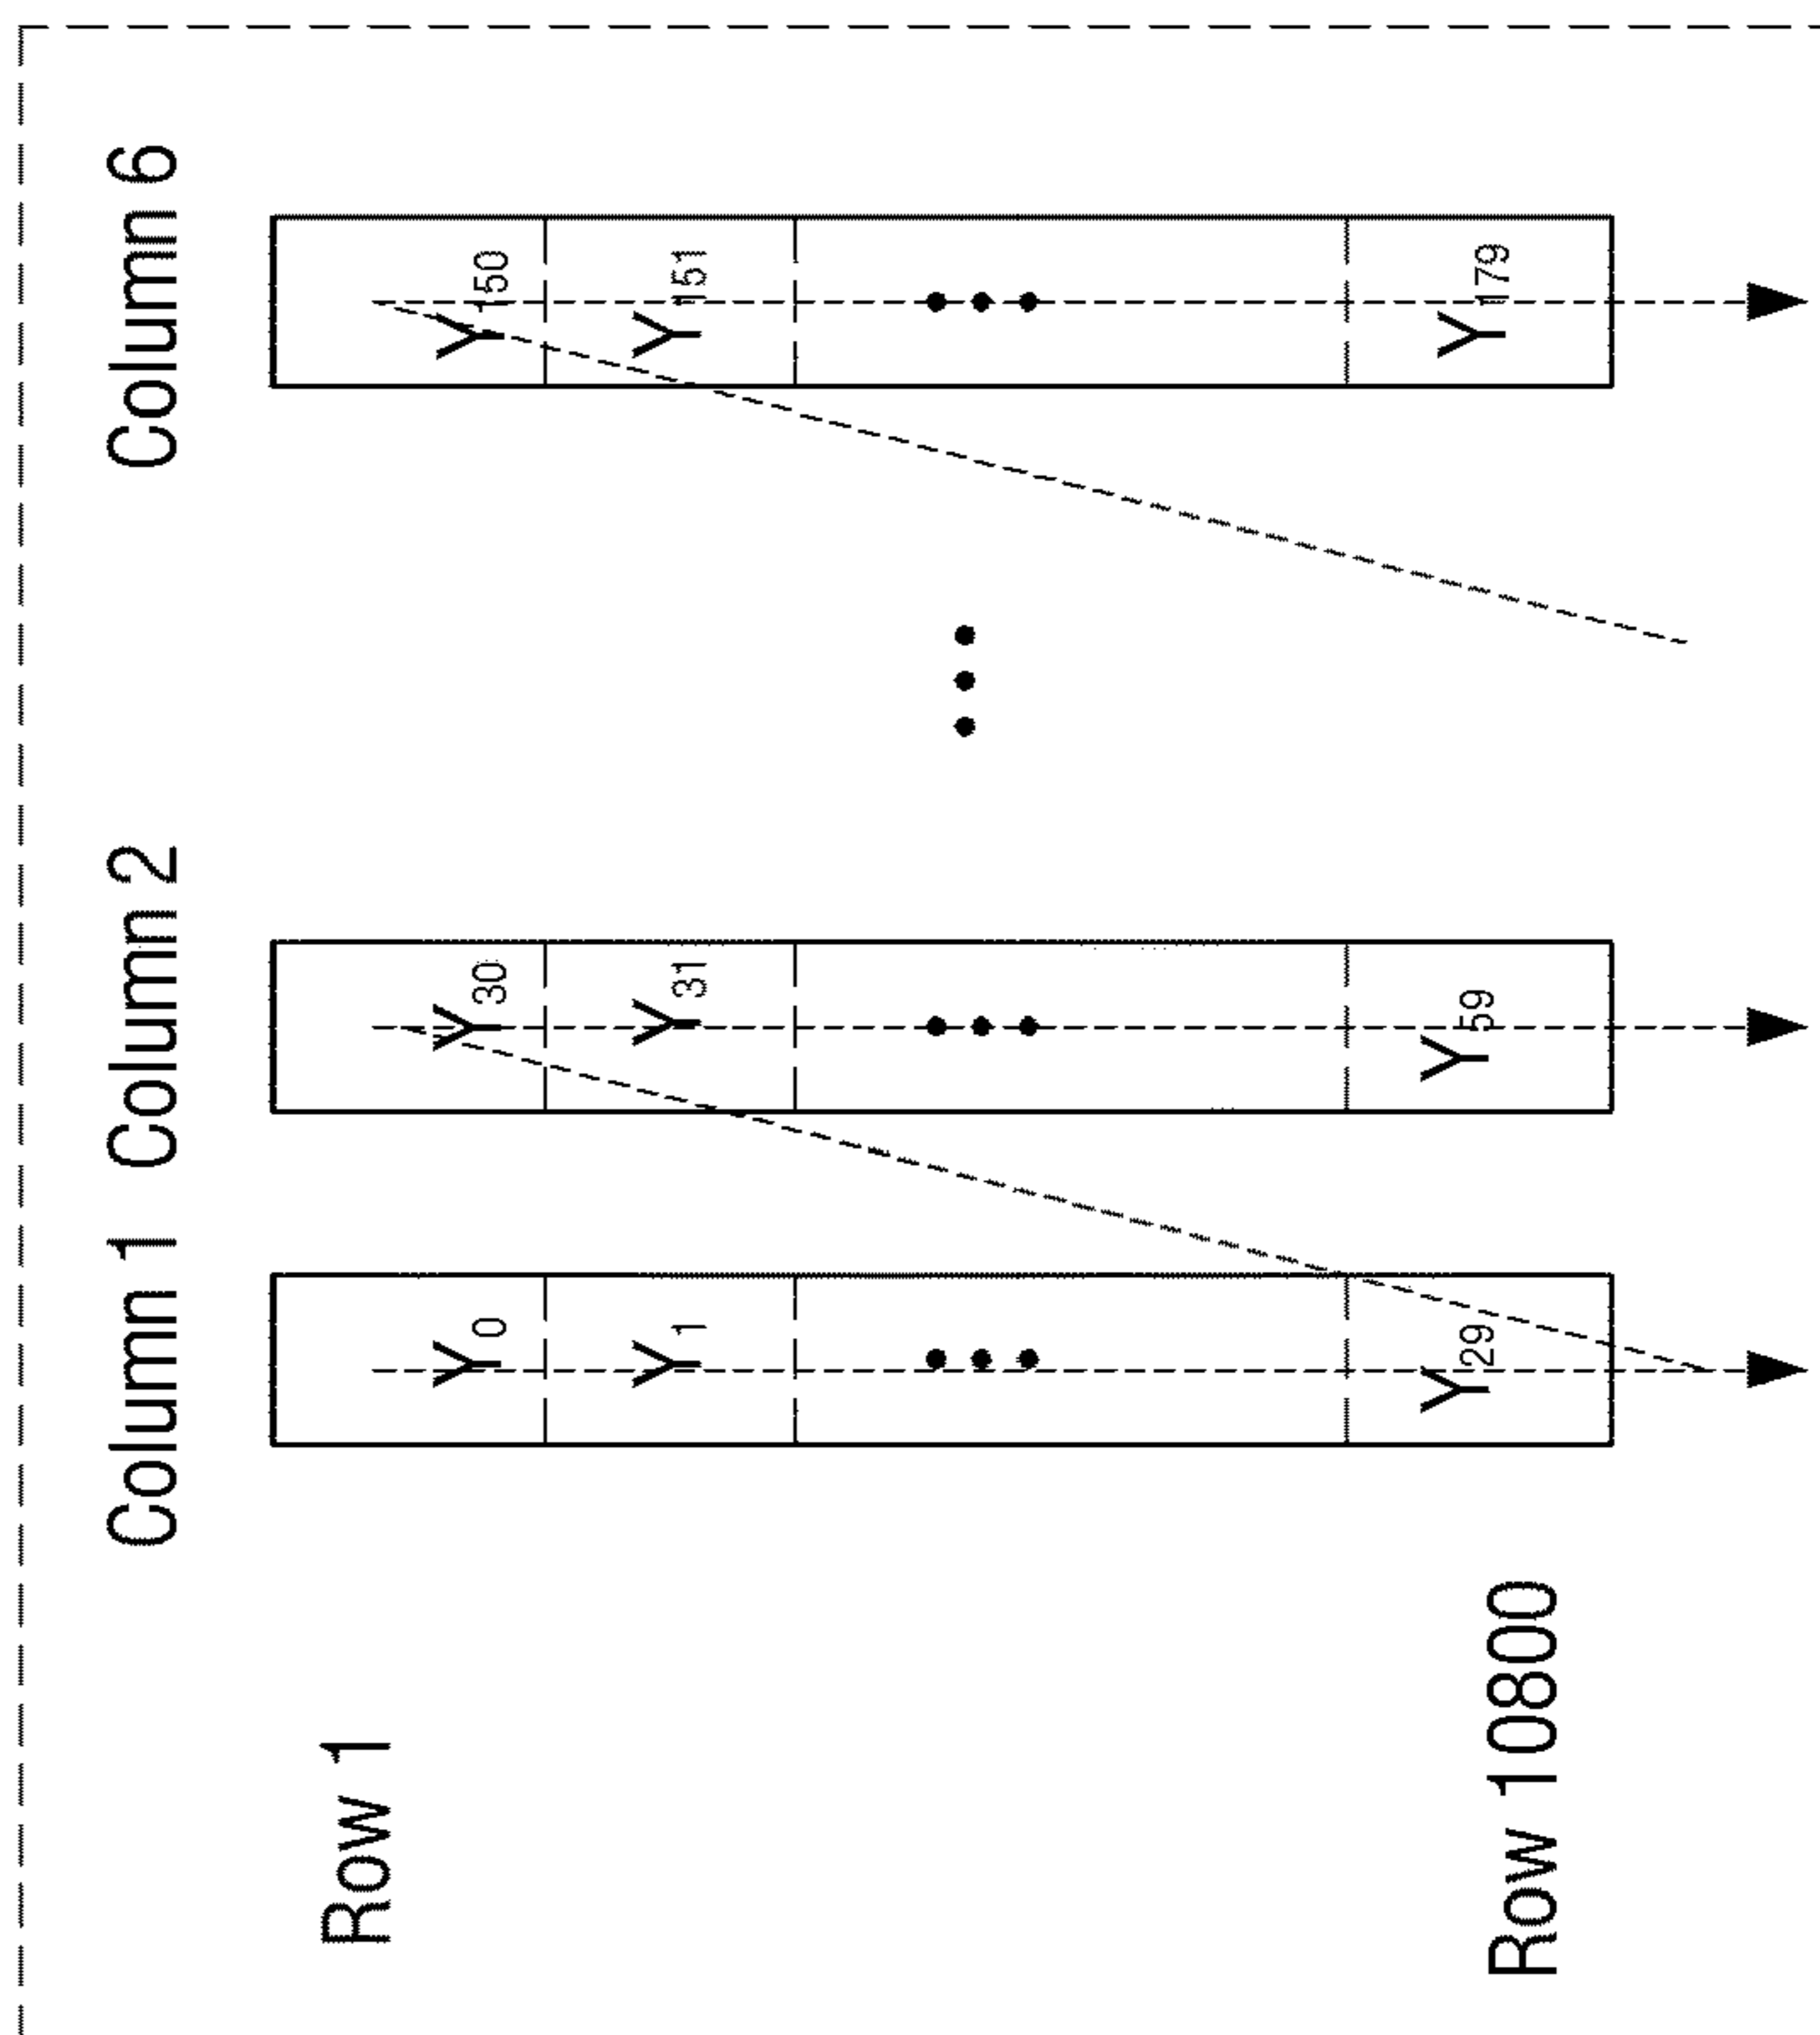 Column 1 Column 2 Column 6
Row 1
Y0 Y30 Y150
Y1 Y31 Y151
Row 10800
Y29 Y59 Y179